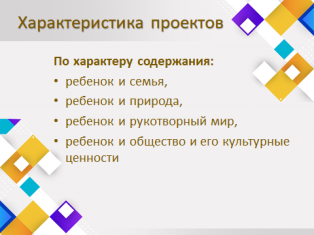 Характеристика проектов
По характеру содержания:
• ребенок и семья,
• ребенок и природа,
• ребенок и рукотворный мир,
• ребенок и общество и его культурные
ценности